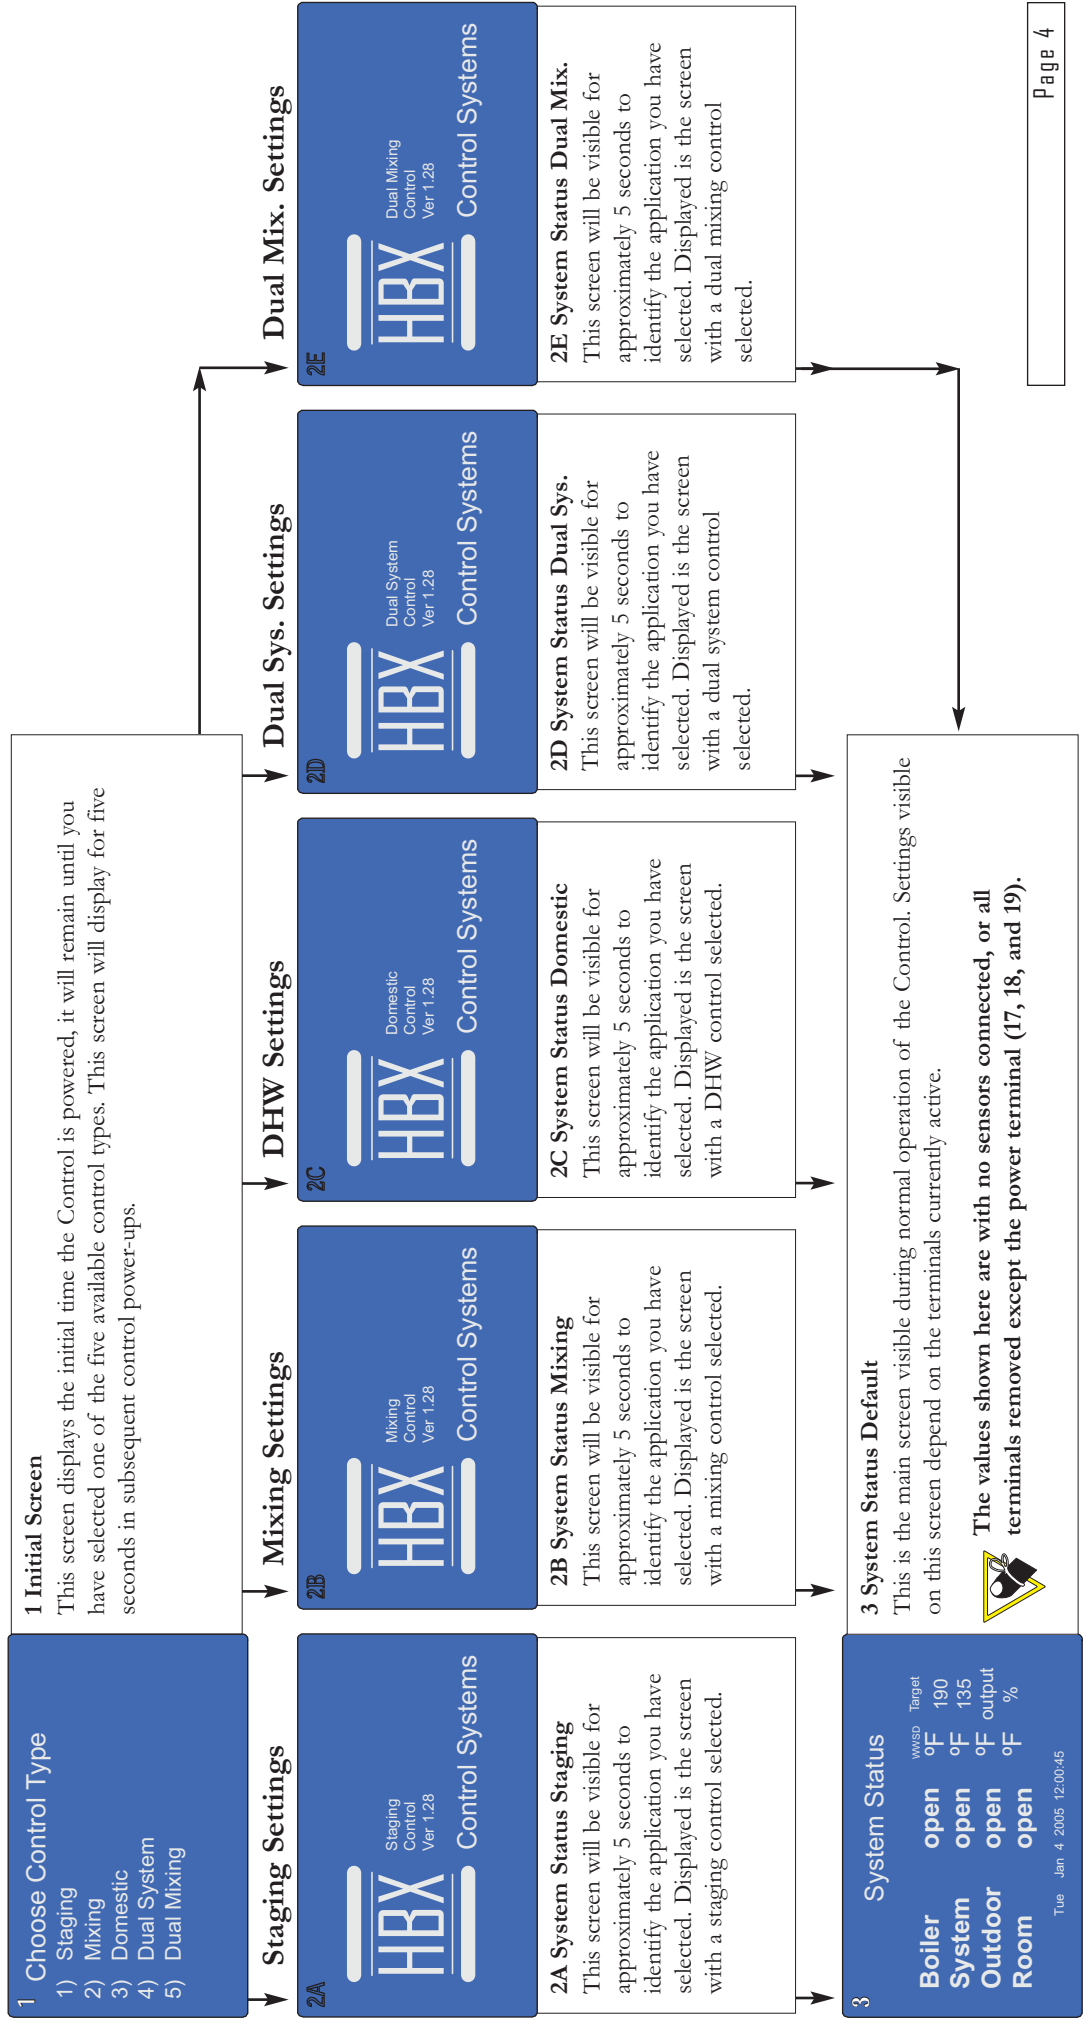 1 Choose Control Type
1) Staging
2) Mixing
3) Domestic
4) Dual System
5) Dual Mixing
1 Initial Screen
This screen displays the initial time the Control is powered, it will remain until you
have selected one of the five available control types. This screen will display for five
seconds in subsequent control power-ups.
Staging Settings
2A
HBX
Staging
Control
Ver 1.28
Control Systems
2A System Status Staging
This screen will be visible for
approximately 5 seconds to
identify the application you have
selected. Displayed is the screen
with a staging control selected.
Mixing Settings
2B
HBX
Mixing
Control
Ver 1.28
Control Systems
2B System Status Mixing
This screen will be visible for
approximately 5 seconds to
identify the application you have
selected. Displayed is the screen
with a mixing control selected.
DHW Settings
2C
HBX
Domestic
Control
Ver 1.28
Control Systems
2C System Status Domestic
This screen will be visible for
approximately 5 seconds to
identify the application you have
selected. Displayed is the screen
with a DHW control selected.
Dual Sys. Settings
2D
HBX
Dual System
Control
Ver 1.28
Control Systems
2D System Status Dual Sys.
This screen will be visible for
approximately 5 seconds to
identify the application you have
selected. Displayed is the screen
with a dual system control
selected.
Dual Mix. Settings
2E
HBX
Dual Mixing
Control
Ver 1.28
Control Systems
2E System Status Dual Mix.
This screen will be visible for
approximately 5 seconds to
identify the application you have
selected. Displayed is the screen
with a dual mixing control
selected.
3
System Status
WWSD Target
Boiler open ºF 190
System open ºF 135
Outdoor open ºF output
Room open ºF %
Tue Jan 4 2005 12:00:45
3 System Status Default
This is the main screen visible during normal operation of the Control. Settings visible
on this screen depend on the terminals currently active.
The values shown here are with no sensors connected, or all
terminals removed except the power terminal (17, 18, and 19).
Page 4